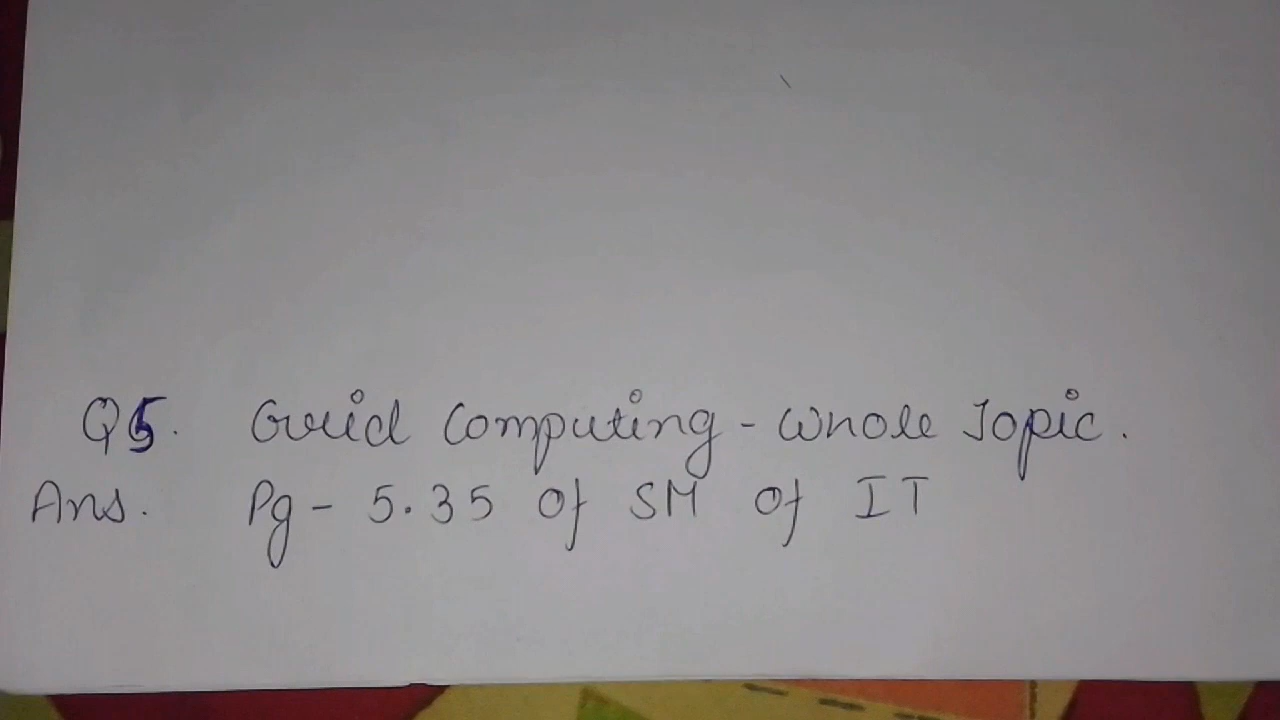 Q5. Grid Computing - Whole Topic.
Ans. Pg - 5.35 of SM of IT